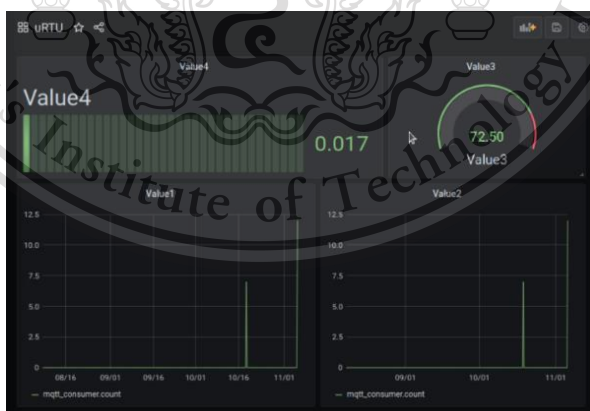 uRTU
Value4
Value3
Value4
0.017
72.50
Value3
's Institute of Technology
Value1
Value2
12.5
10.0
7.5
5.0
2.5
0
08/16 09/01 09/16 10/01 10/16 11/01
mqtt_consumer.count
12.5
10.0
7.5
5.0
2.5
0
09/01 10/01 11/01
mqtt_consumer.count